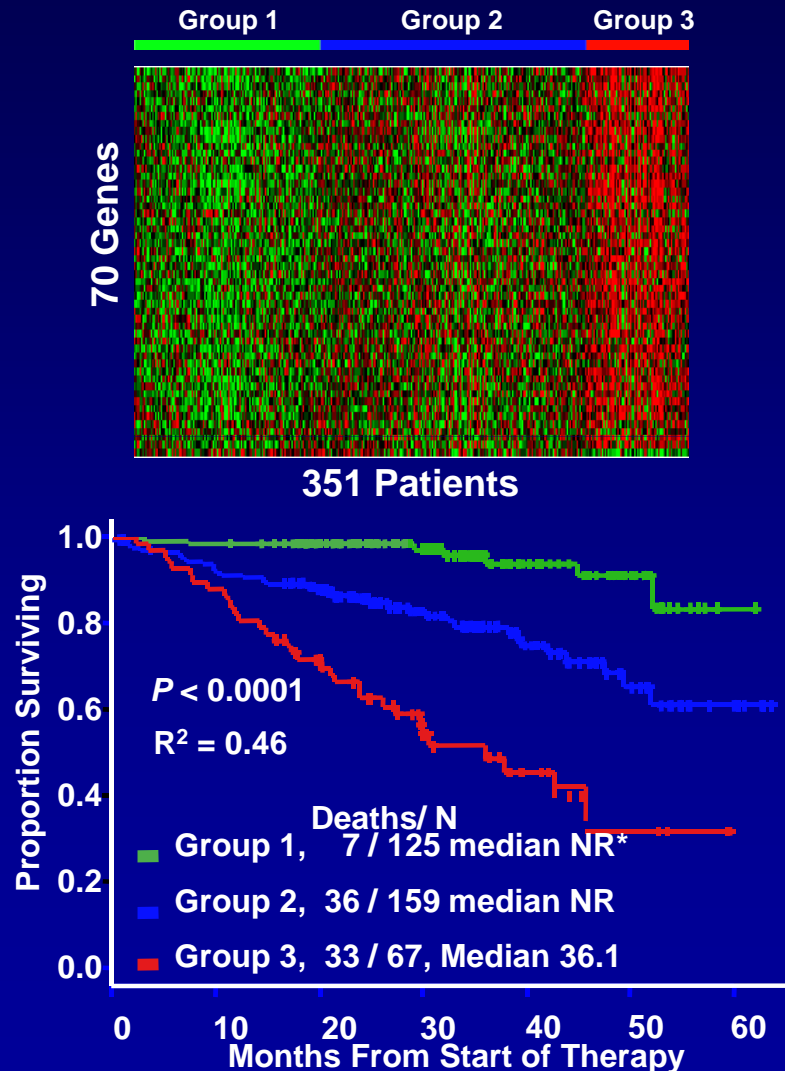 Group 1 Group 2 Group 3
70 Genes
351 Patients
Proportion Surviving
1.0
0.8
0.6
0.4
0.2
0.0
P < 0.0001
R² = 0.46
Deaths/ N
Group 1, 7 / 125 median NR*
Group 2, 36 / 159 median NR
Group 3, 33 / 67, Median 36.1
0 10 20 30 40 50 60
Months From Start of Therapy